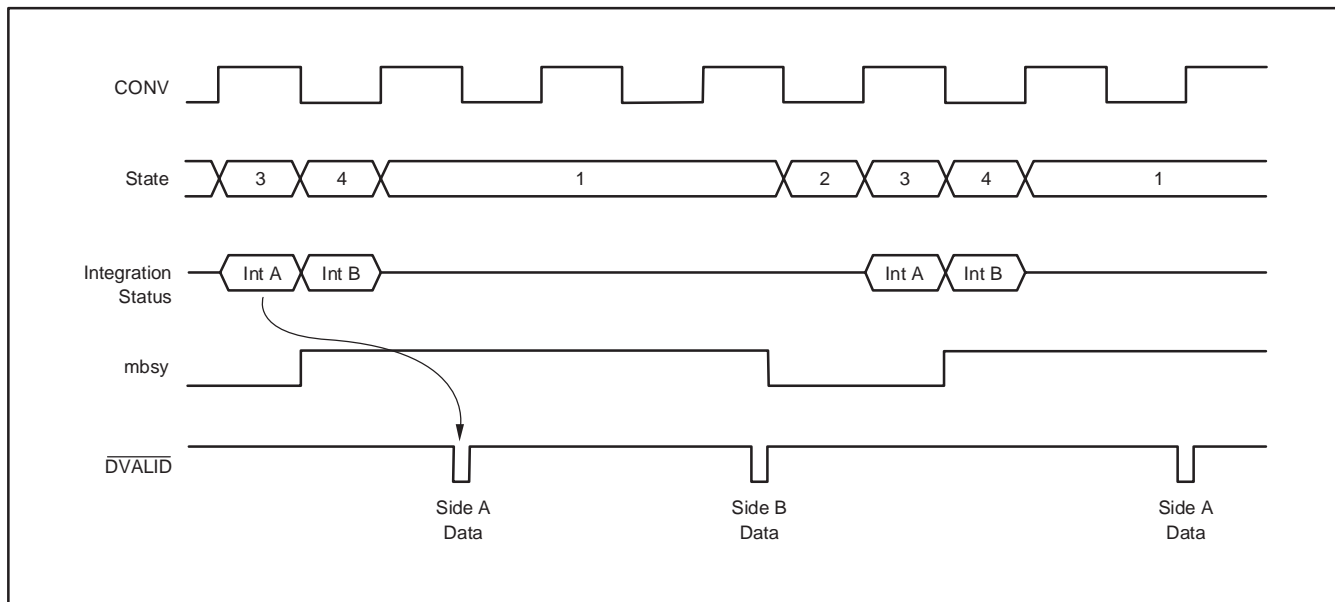 CONV
State
3
4
1
2
3
4
1
Integration
Status
Int A
Int B
Int A
Int B
mbsy
DVALID
Side A
Data
Side B
Data
Side A
Data